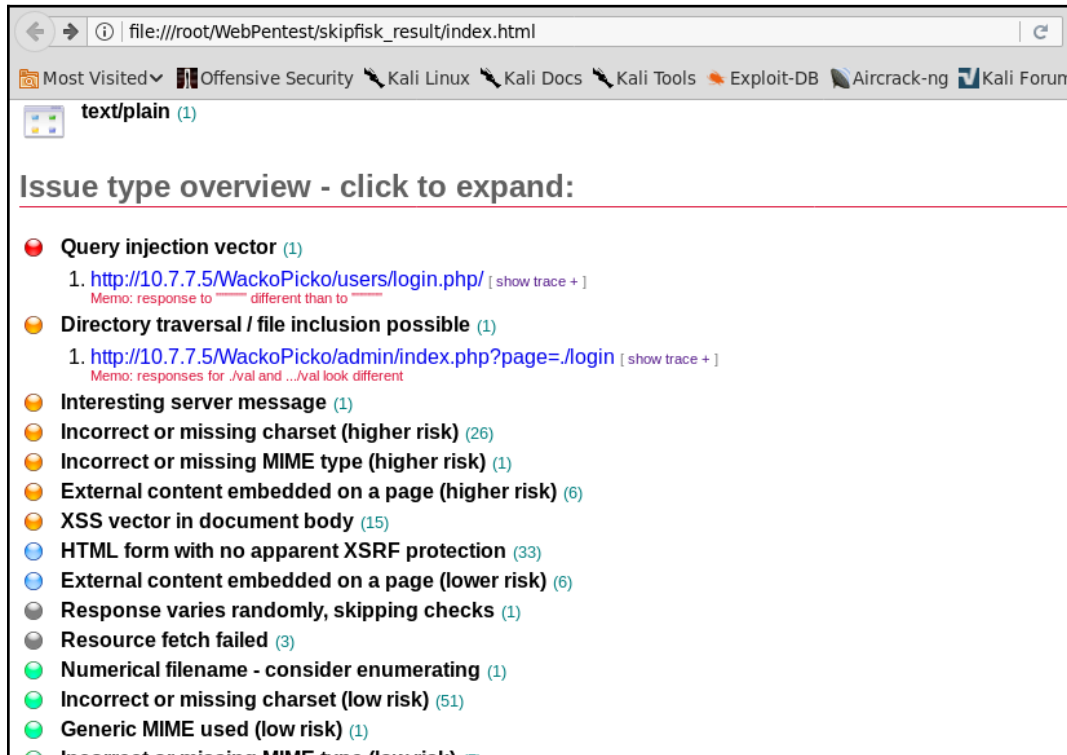 file:///root/WebPentest/skipfisk_result/index.html
Most Visited Offensive Security Kali Linux Kali Docs Kali Tools Exploit-DB Aircrack-ng Kali Forum
text/plain (1)
Issue type overview - click to expand:
Query injection vector (1)
1. http://10.7.7.5/WackoPicko/users/login.php/ [ show trace + ]
Memo: response to """""" different than to """"""
Directory traversal / file inclusion possible (1)
1. http://10.7.7.5/WackoPicko/admin/index.php?page=./login [ show trace + ]
Memo: responses for ./val and .../val look different
Interesting server message (1)
Incorrect or missing charset (higher risk) (26)
Incorrect or missing MIME type (higher risk) (1)
External content embedded on a page (higher risk) (6)
XSS vector in document body (15)
HTML form with no apparent XSRF protection (33)
External content embedded on a page (lower risk) (6)
Response varies randomly, skipping checks (1)
Resource fetch failed (3)
Numerical filename - consider enumerating (1)
Incorrect or missing charset (low risk) (51)
Generic MIME used (low risk) (1)
Incorrect or missing MIME type (low risk)